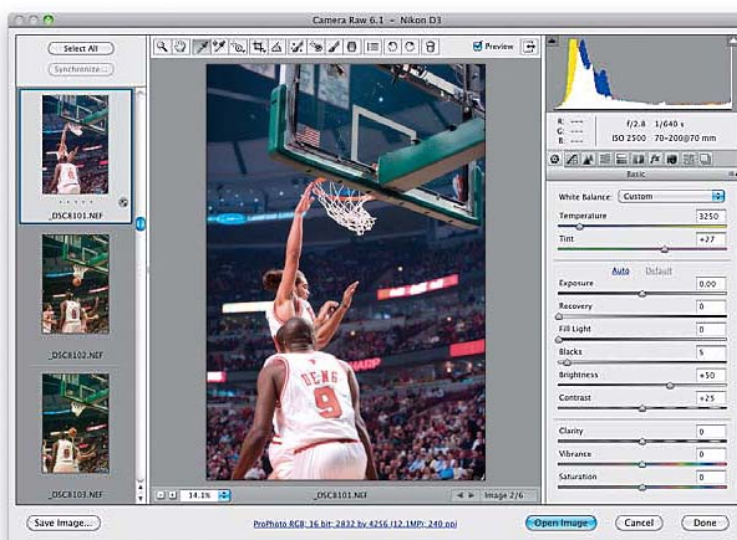 Camera Raw 6.1 – Nikon D3
Select All
Synchronize...
Preview
_DSC8101.NEF
_DSC8102.NEF
_DSC8103.NEF
SHARP
DENG
9
14.1%
_DSC8101.NEF
Image 2/6
R: ---
G: ---
B: ---
f/2.8 1/640 s
ISO 2500 70-200@70 mm
Basic
White Balance: Custom
Temperature 3250
Tint +27
Auto Default
Exposure 0.00
Recovery 0
Fill Light 0
Blacks 5
Brightness +50
Contrast +25
Clarity 0
Vibrance 0
Saturation 0
Save Image...
ProPhoto RGB; 16 bit; 2832 by 4256 (12.1MP); 240 ppi
Open Image
Cancel
Done